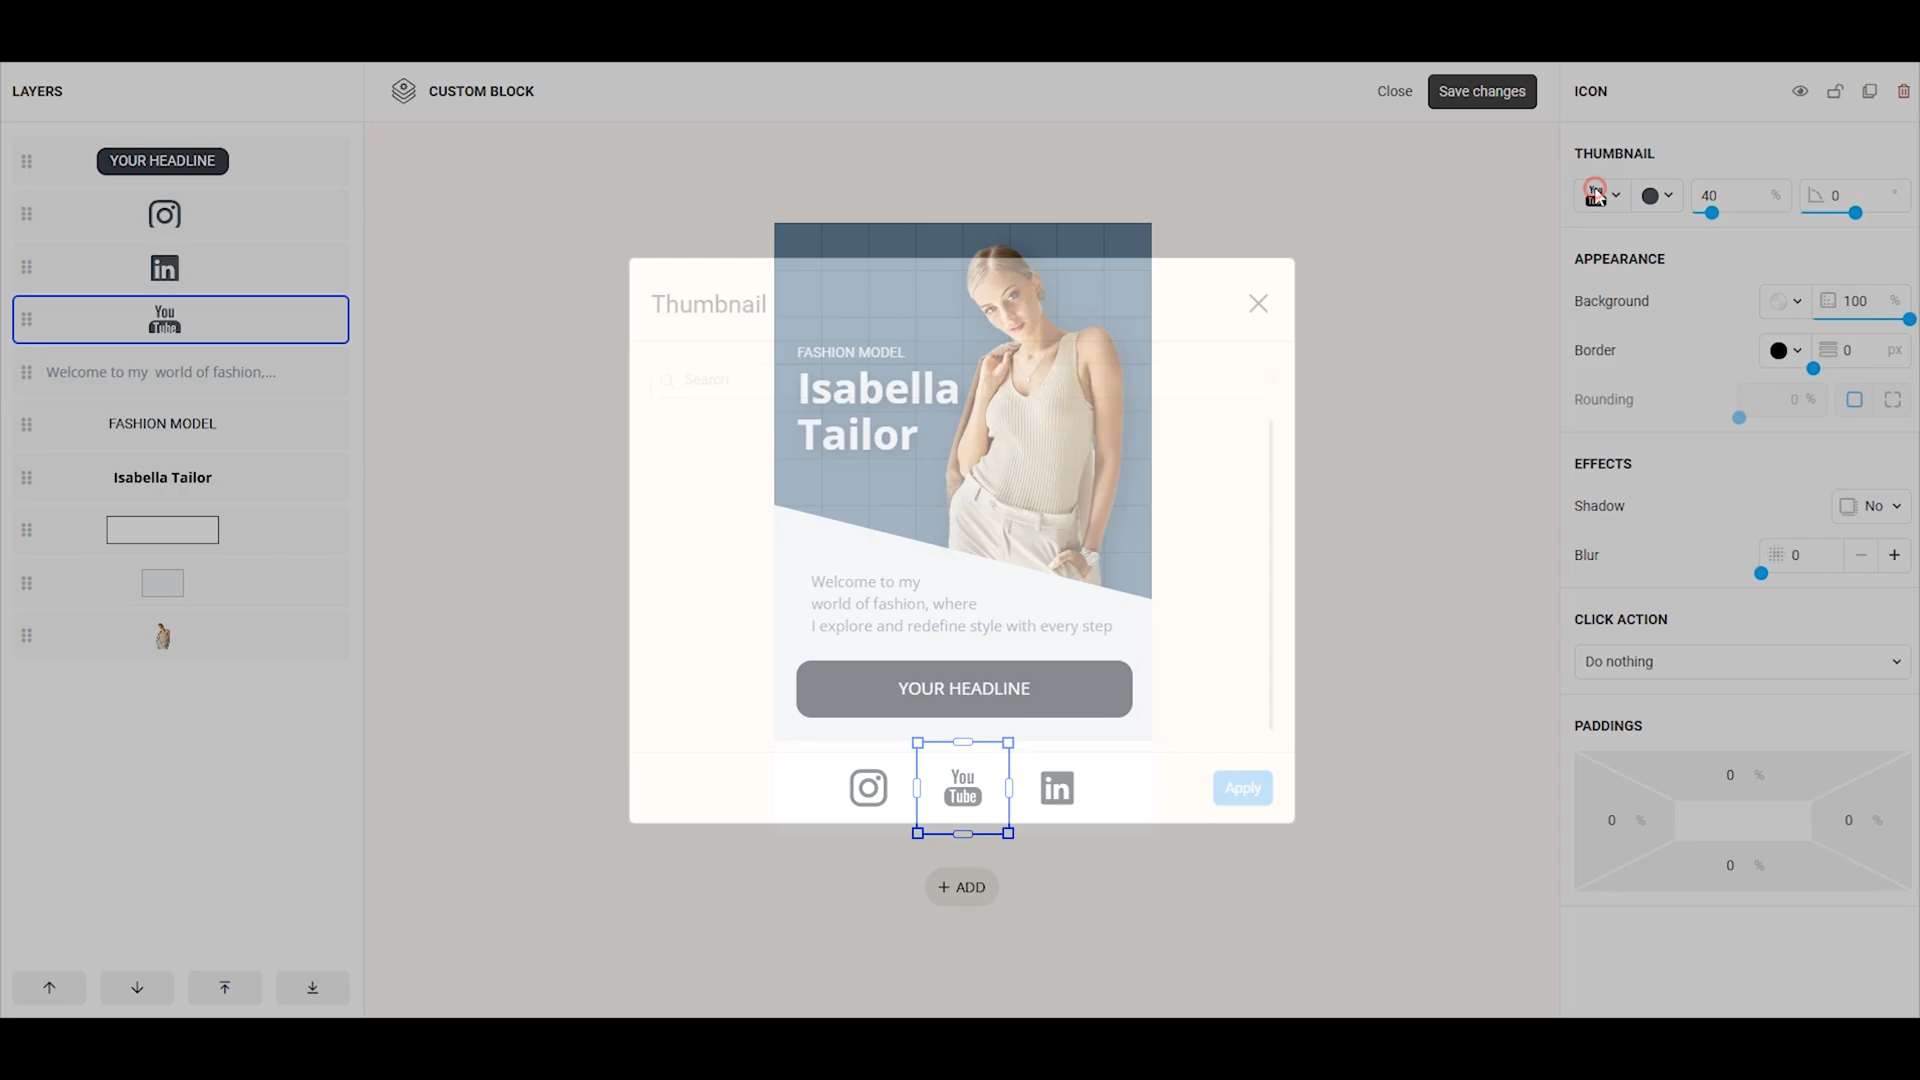 LAYERS
CUSTOM BLOCK
Close
Save changes
ICON
YOUR HEADLINE
in
You
Tube
Welcome to my world of fashion,...
FASHION MODEL
Isabella Tailor
Thumbnail
Search
FASHION MODEL
Isabella
Tailor
Welcome to my
world of fashion, where
I explore and redefine style with every step
YOUR HEADLINE
You
Tube
in
Apply
+ ADD
THUMBNAIL
You
40 %
0 °
APPEARANCE
Background
100 %
Border
0 px
Rounding
0 %
EFFECTS
Shadow
No
Blur
0
CLICK ACTION
Do nothing
PADDINGS
0 %
0 %
0 %
0 %